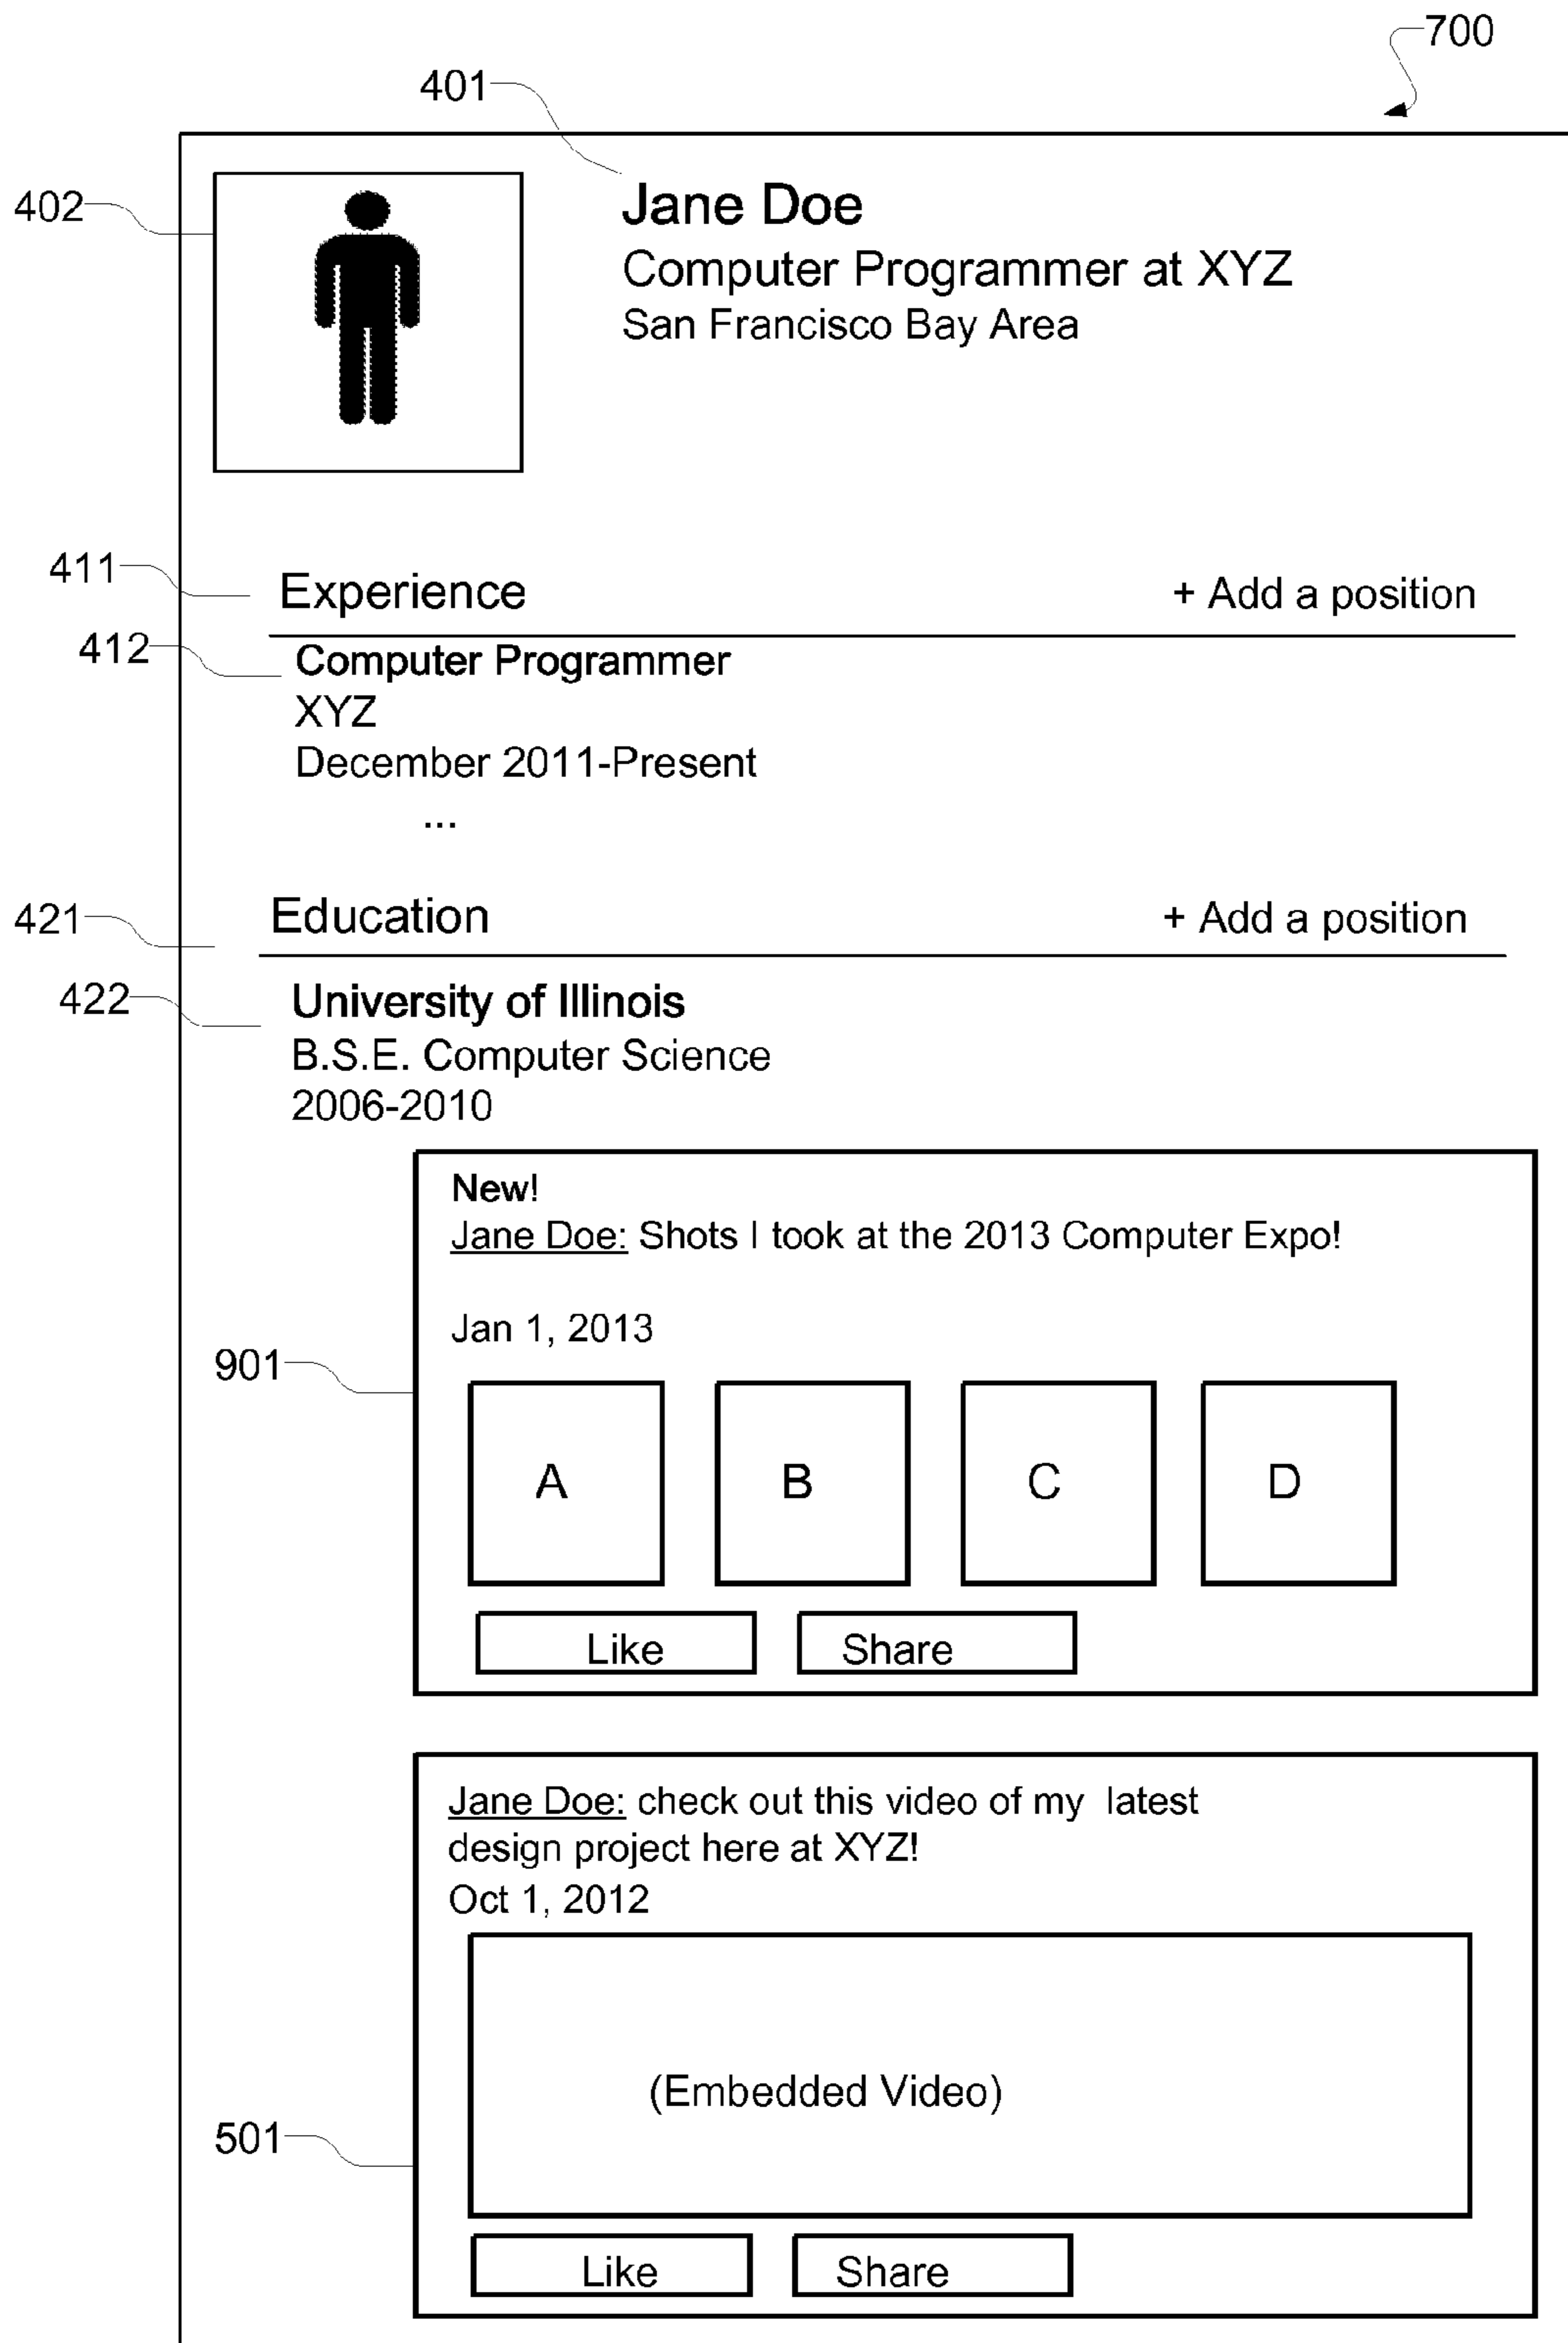 700
401
402
Jane Doe
Computer Programmer at XYZ
San Francisco Bay Area
411
Experience + Add a position
412
Computer Programmer
XYZ
December 2011-Present
...
421
Education + Add a position
422
University of Illinois
B.S.E. Computer Science
2006-2010
New!
Jane Doe: Shots I took at the 2013 Computer Expo!
Jan 1, 2013
901
A B C D
Like Share
Jane Doe: check out this video of my latest
design project here at XYZ!
Oct 1, 2012
(Embedded Video)
501
Like Share